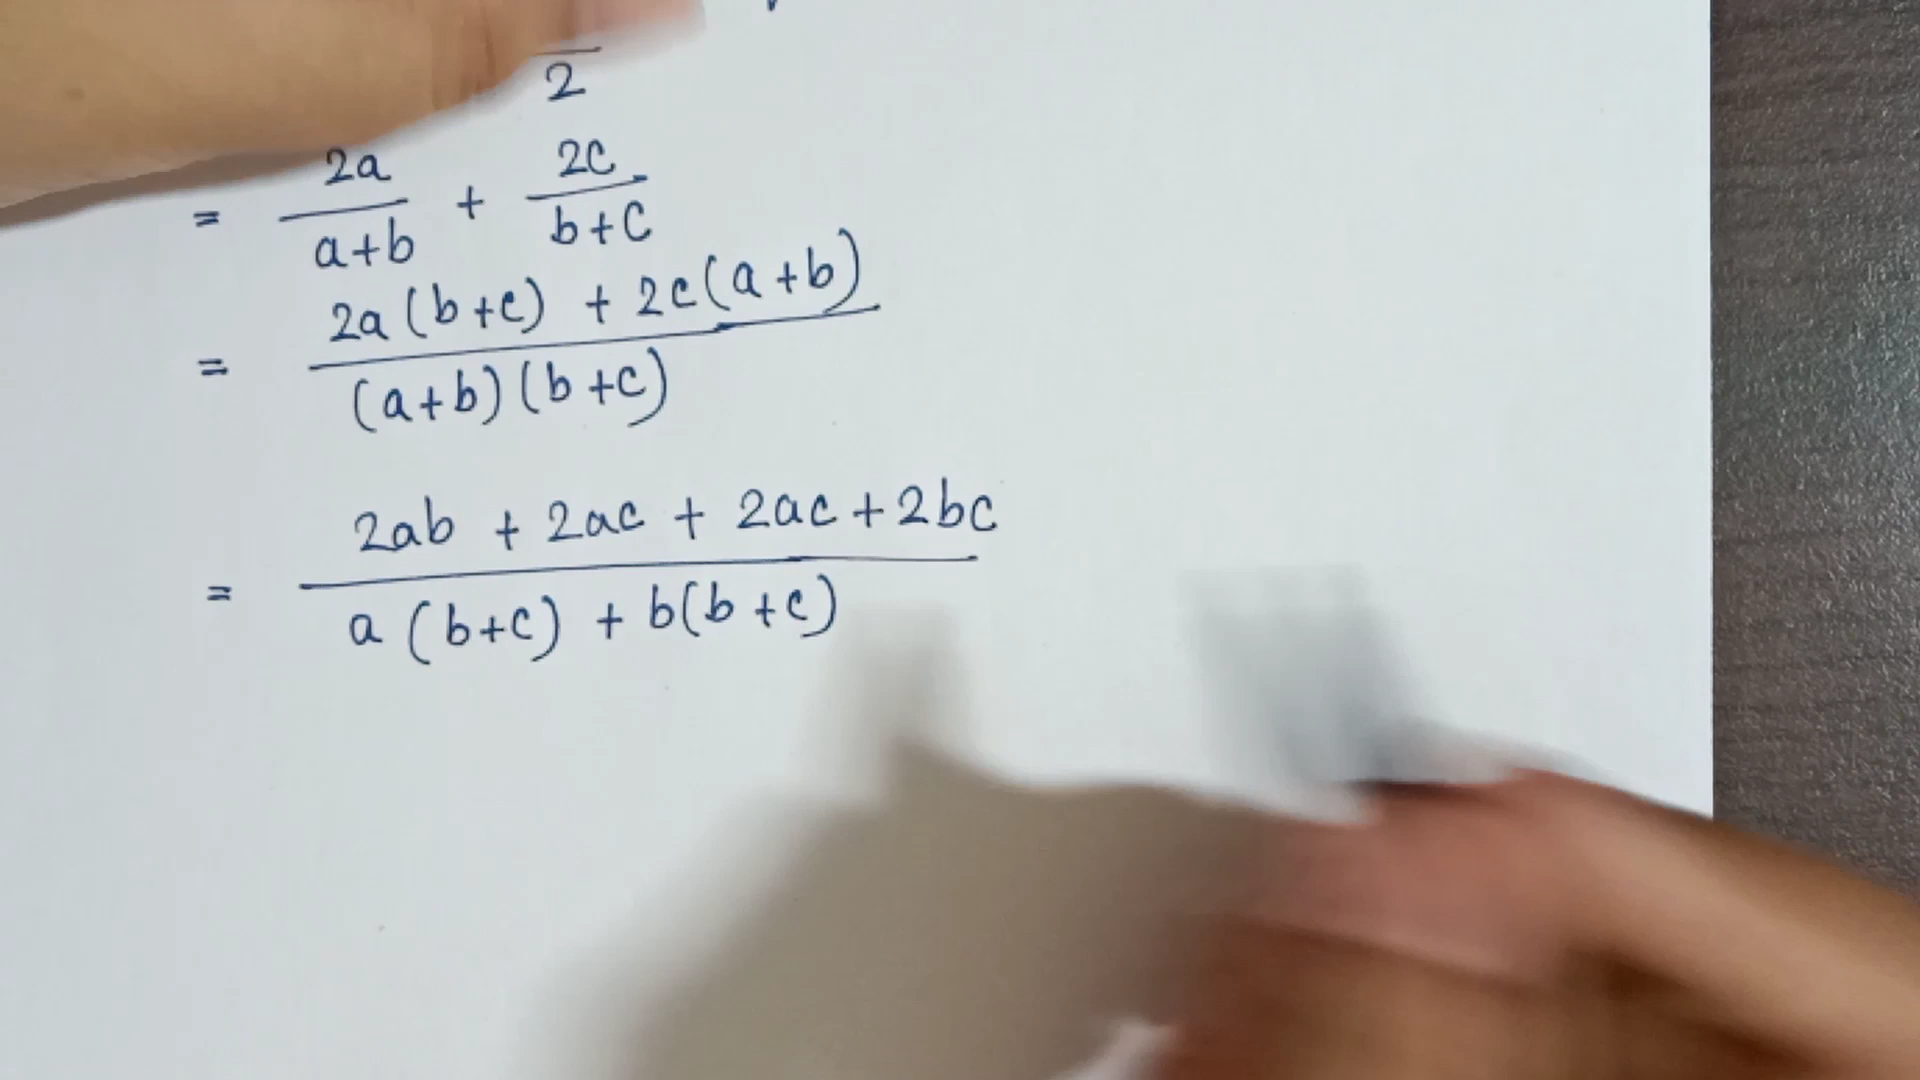 2
= 2a/a+b + 2c/b+c
= 2a(b+c) + 2c(a+b)/(a+b)(b+c)
= 2ab + 2ac + 2ac + 2bc/a(b+c) + b(b+c)